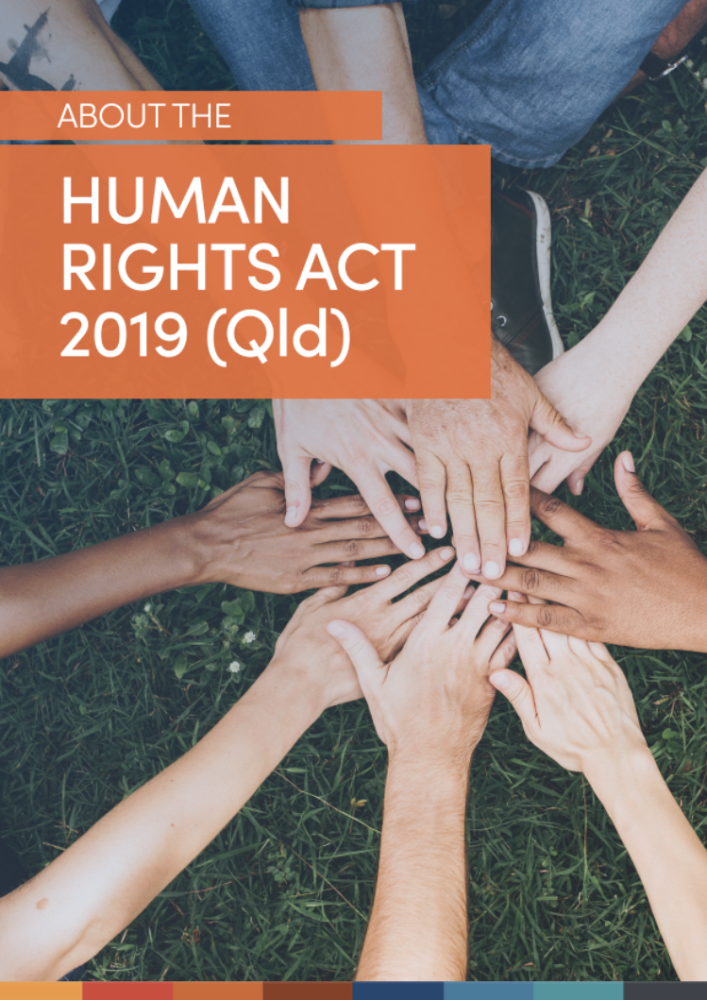 ABOUT THE
HUMAN
RIGHTS ACT
2019 (Qld)